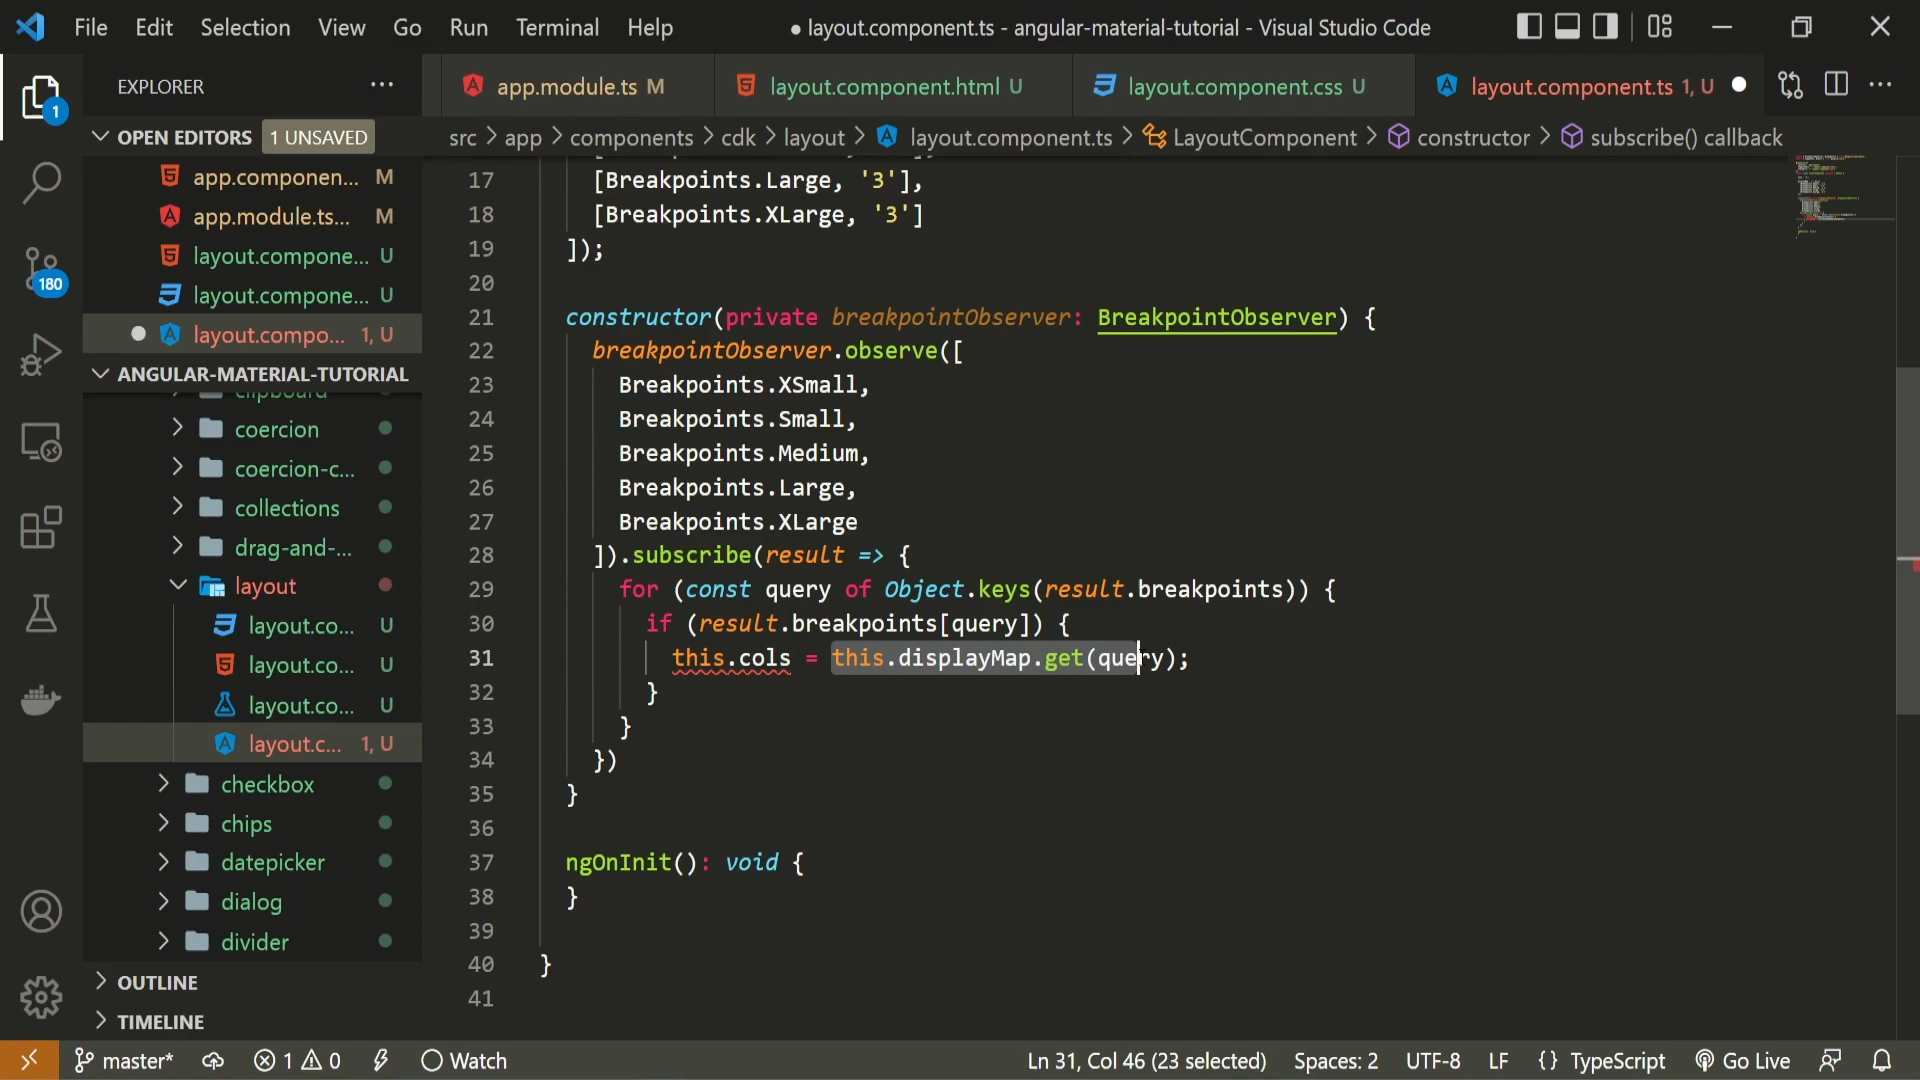 File Edit Selection View Go Run Terminal Help
● layout.component.ts - angular-material-tutorial - Visual Studio Code
EXPLORER
app.module.ts M
layout.component.html U
layout.component.css U
layout.component.ts 1, U
OPEN EDITORS 1 UNSAVED
src > app > components > cdk > layout > layout.component.ts > LayoutComponent > constructor > subscribe() callback
app.componen... M
app.module.ts... M
layout.compone... U
layout.compone... U
layout.compo... 1, U
ANGULAR-MATERIAL-TUTORIAL
clipboard
coercion
coercion-c...
collections
drag-and-...
layout
layout.co... U
layout.co... U
layout.co... U
layout.c... 1, U
checkbox
chips
datepicker
dialog
divider
OUTLINE
TIMELINE
1
180
17 [Breakpoints.Large, '3'],
18 [Breakpoints.XLarge, '3']
19 ]);
20
21 constructor(private breakpointObserver: BreakpointObserver) {
22 breakpointObserver.observe([
23 Breakpoints.XSmall,
24 Breakpoints.Small,
25 Breakpoints.Medium,
26 Breakpoints.Large,
27 Breakpoints.XLarge
28 ]).subscribe(result => {
29 for (const query of Object.keys(result.breakpoints)) {
30 if (result.breakpoints[query]) {
31 this.cols = this.displayMap.get(query);
32 }
33 }
34 })
35 }
36
37 ngOnInit(): void {
38 }
39
40 }
41
master* 1 0 Watch
Ln 31, Col 46 (23 selected) Spaces: 2 UTF-8 LF {} TypeScript Go Live